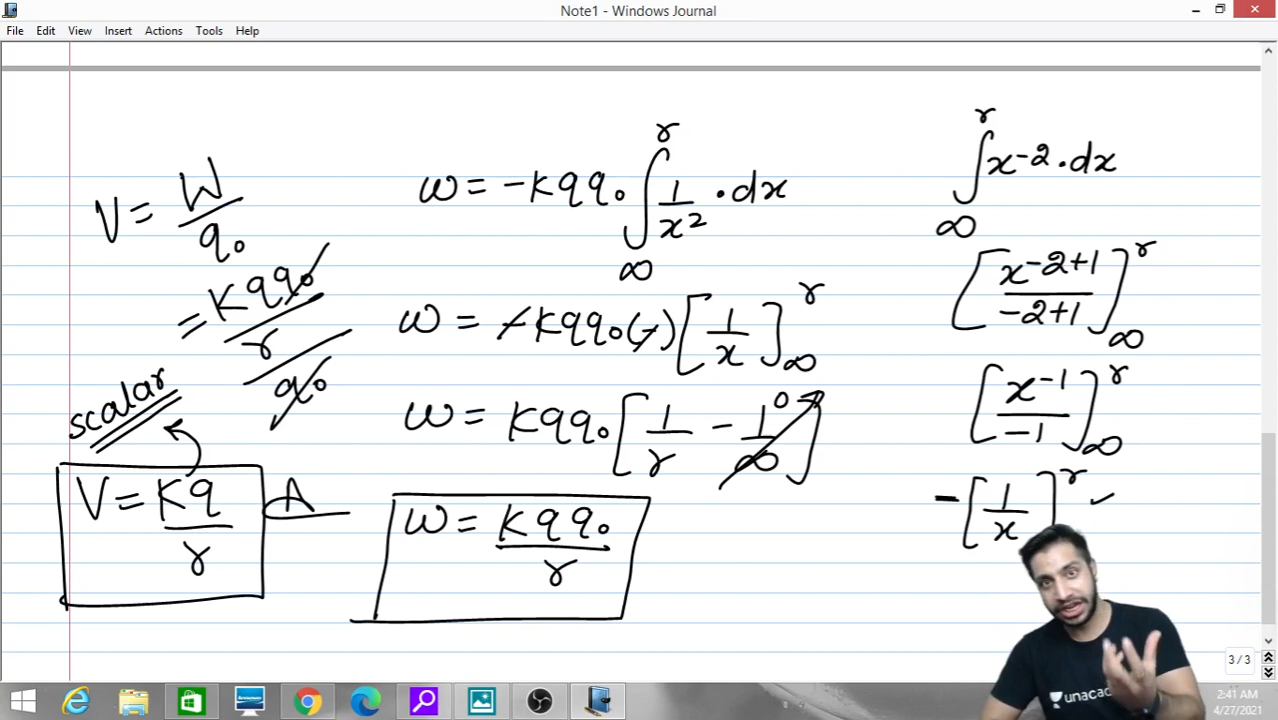 Note1 - Windows Journal
File Edit View Insert Actions Tools Help
V = W/q₀
= Kqq₀/r / q₀
scalar
V = Kq/r A
w = -Kqq₀ ∫_∞^r 1/x² · dx
w = -Kqq₀(-)[1/x]_∞^r
w = Kqq₀[1/r - 1/∞ 0]
w = Kqq₀/r
∫_∞^r x^-2 · dx
[x^-2+1/-2+1]_∞^r
[x^-1/-1]_∞^r
-[1/x]^r ✓
unacad
3 / 3
2:41 AM
4/27/2021